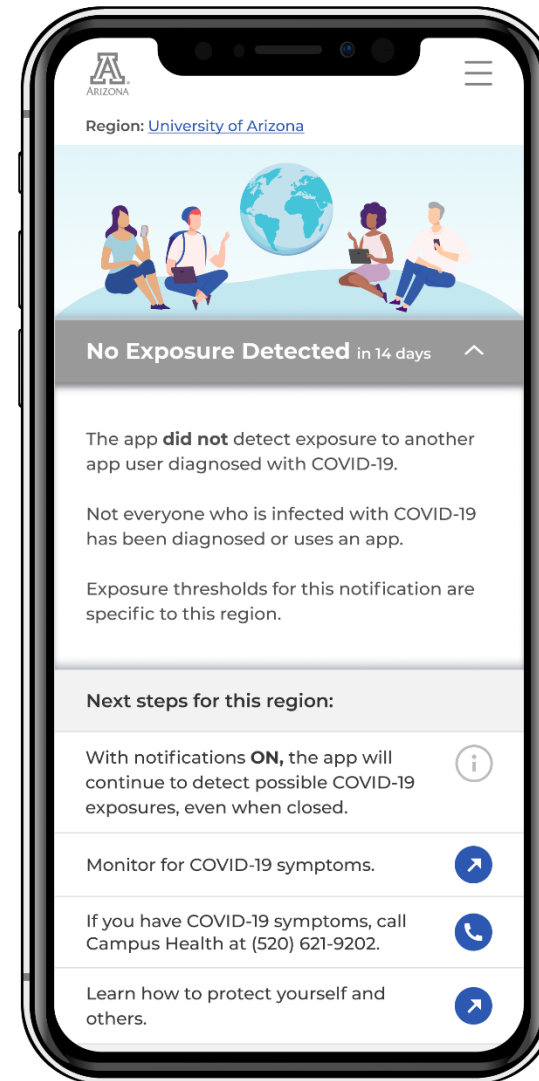 ARIZONA
Region: University of Arizona
No Exposure Detected in 14 days
The app did not detect exposure to another
app user diagnosed with COVID-19.
Not everyone who is infected with COVID-19
has been diagnosed or uses an app.
Exposure thresholds for this notification are
specific to this region.
Next steps for this region:
With notifications ON, the app will
continue to detect possible COVID-19
exposures, even when closed.
Monitor for COVID-19 symptoms.
If you have COVID-19 symptoms, call
Campus Health at (520) 621-9202.
Learn how to protect yourself and
others.